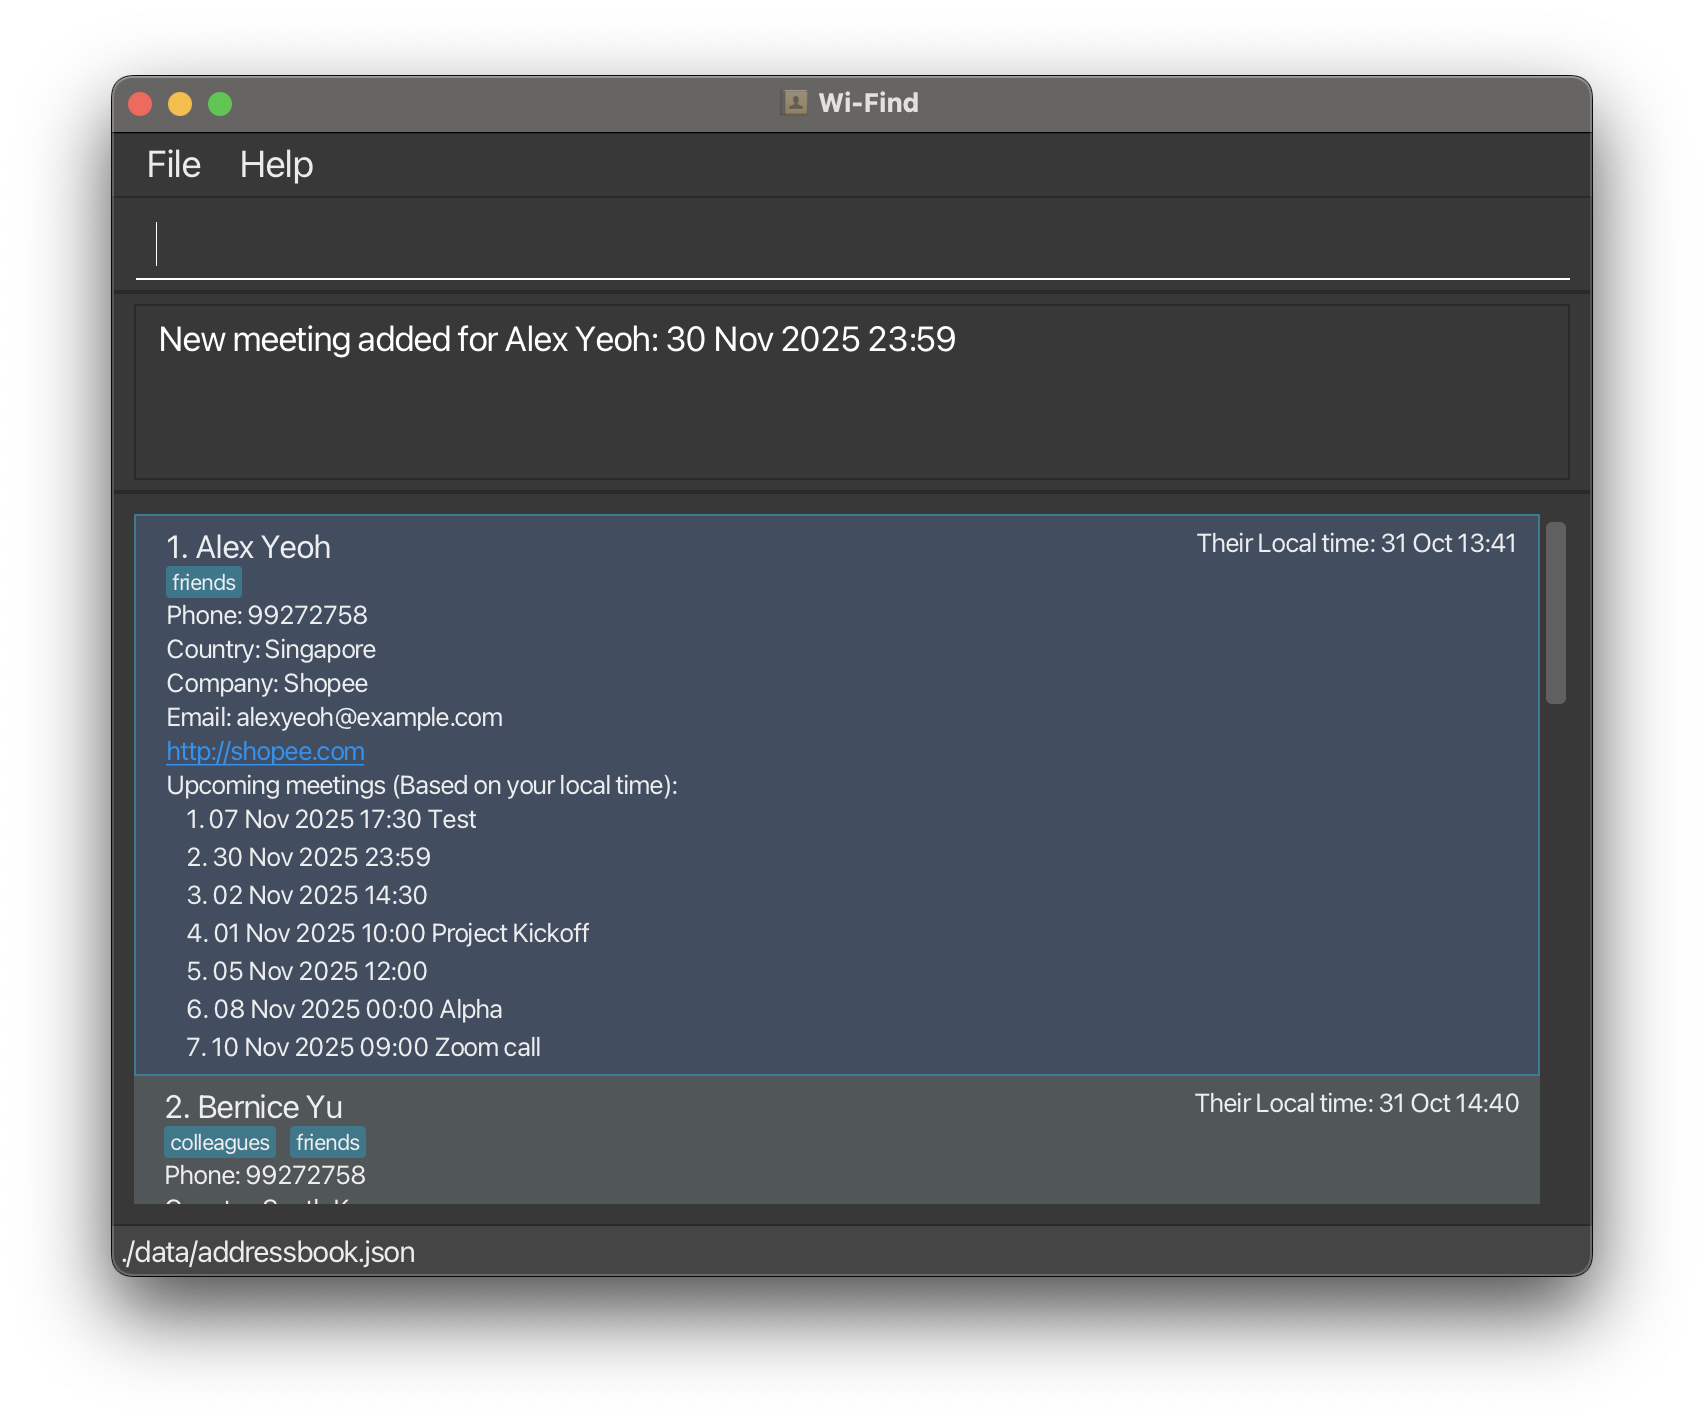 Wi-Find
File Help
New meeting added for Alex Yeoh: 30 Nov 2025 23:59
1. Alex Yeoh
Their Local time: 31 Oct 13:41
friends
Phone: 99272758
Country: Singapore
Company: Shopee
Email: alexyeoh@example.com
http://shopee.com
Upcoming meetings (Based on your local time):
1. 07 Nov 2025 17:30 Test
2. 30 Nov 2025 23:59
3. 02 Nov 2025 14:30
4. 01 Nov 2025 10:00 Project Kickoff
5. 05 Nov 2025 12:00
6. 08 Nov 2025 00:00 Alpha
7. 10 Nov 2025 09:00 Zoom call
2. Bernice Yu
Their Local time: 31 Oct 14:40
colleagues friends
Phone: 99272758
./data/addressbook.json